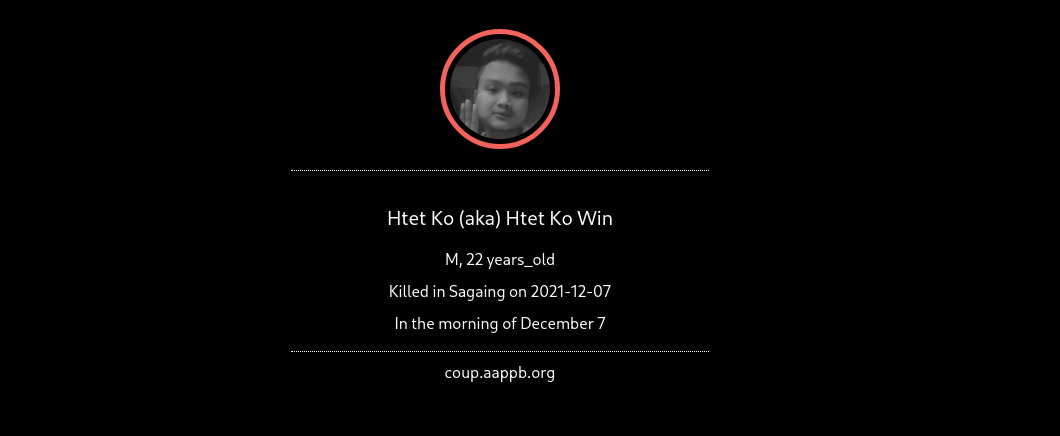 Htet Ko (aka) Htet Ko Win
M, 22 years_old
Killed in Sagaing on 2021-12-07
In the morning of December 7
coup.aappb.org